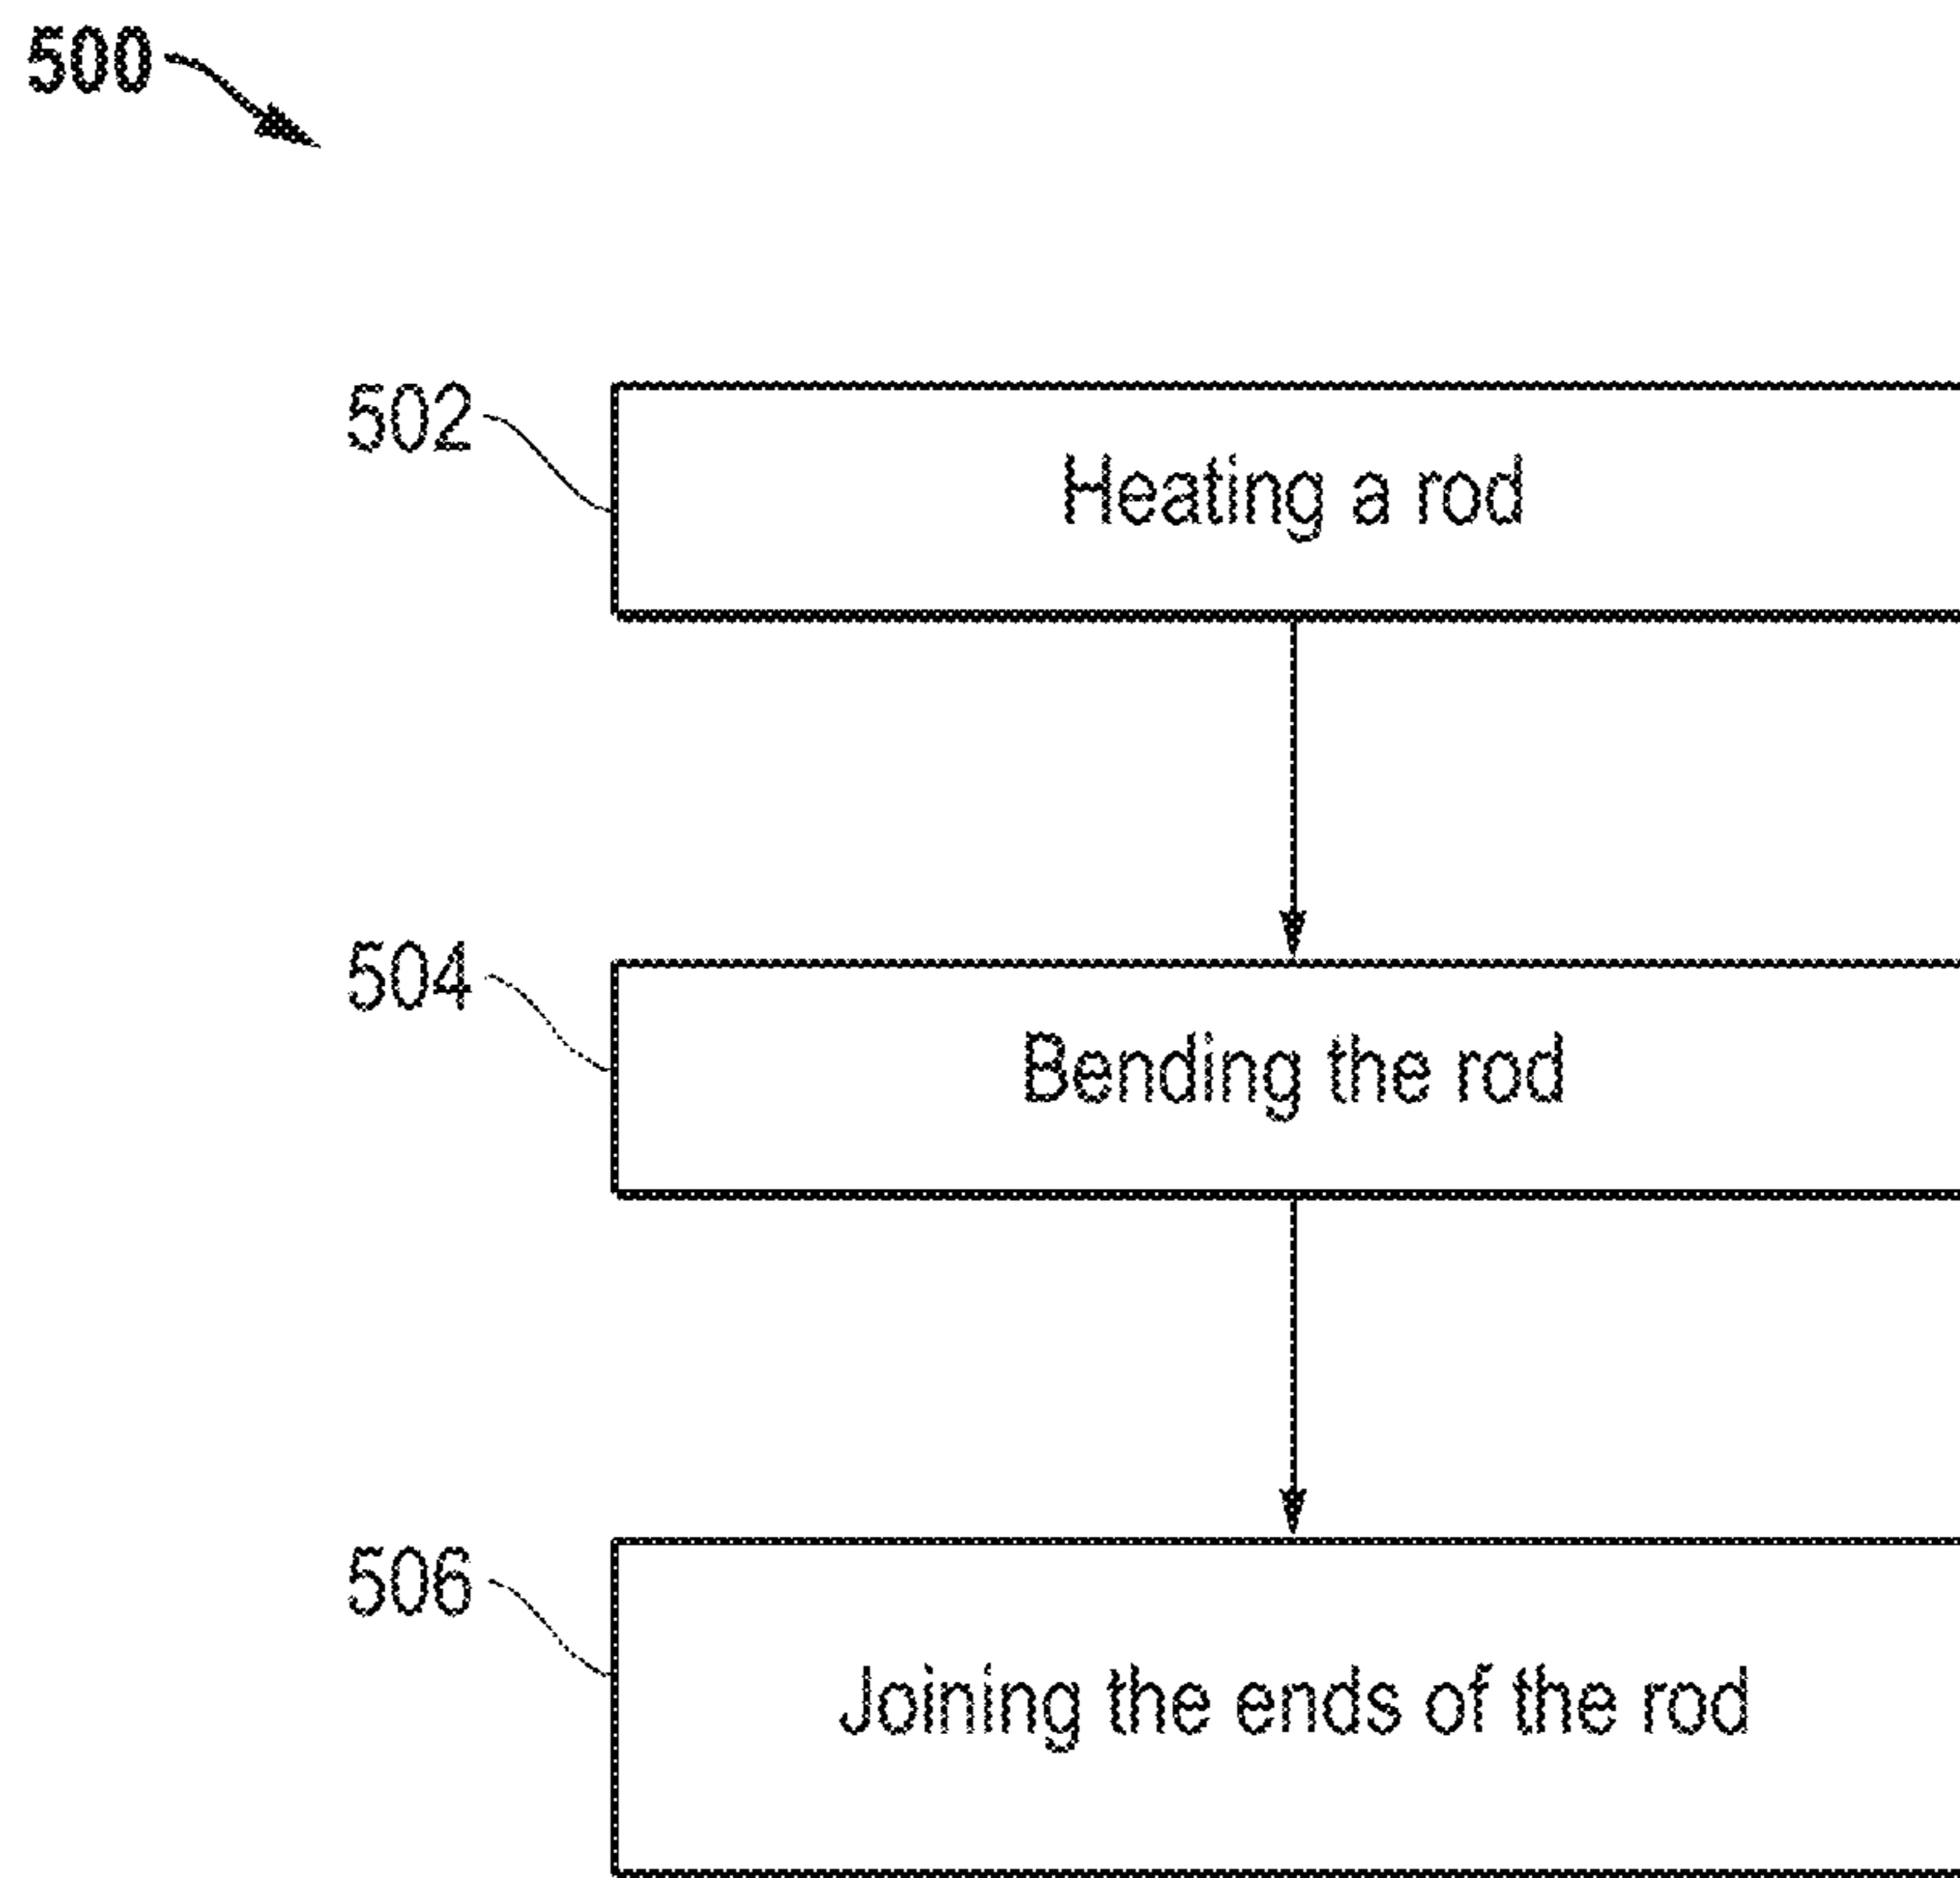 500
502
Heating a rod
504
Bending the rod
506
Joining the ends of the rod